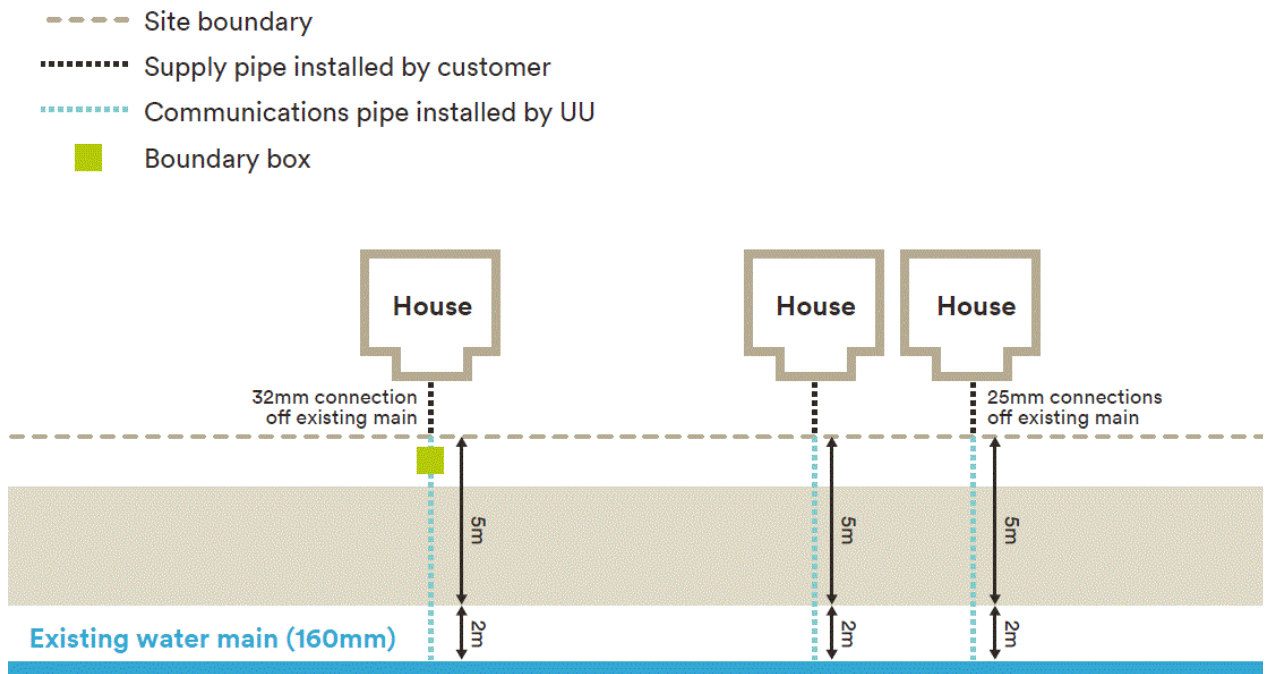 Site boundary
Supply pipe installed by customer
Communications pipe installed by UU
Boundary box
House
House
House
32mm connection
off existing main
25mm connections
off existing main
5m
5m
5m
2m
2m
2m
Existing water main (160mm)